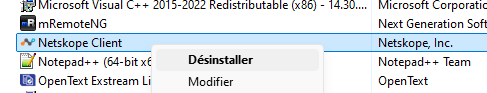 Microsoft Visual C++ 2015-2022 Redistributable (x86) - 14.30.... Microsoft Corporation
mRemoteNG Next Generation Soft
Netskope Client Netskope, Inc.
Désinstaller
Notepad++ (64-bit x6 Notepad++ Team
OpenText Exstream Li OpenText
Modifier